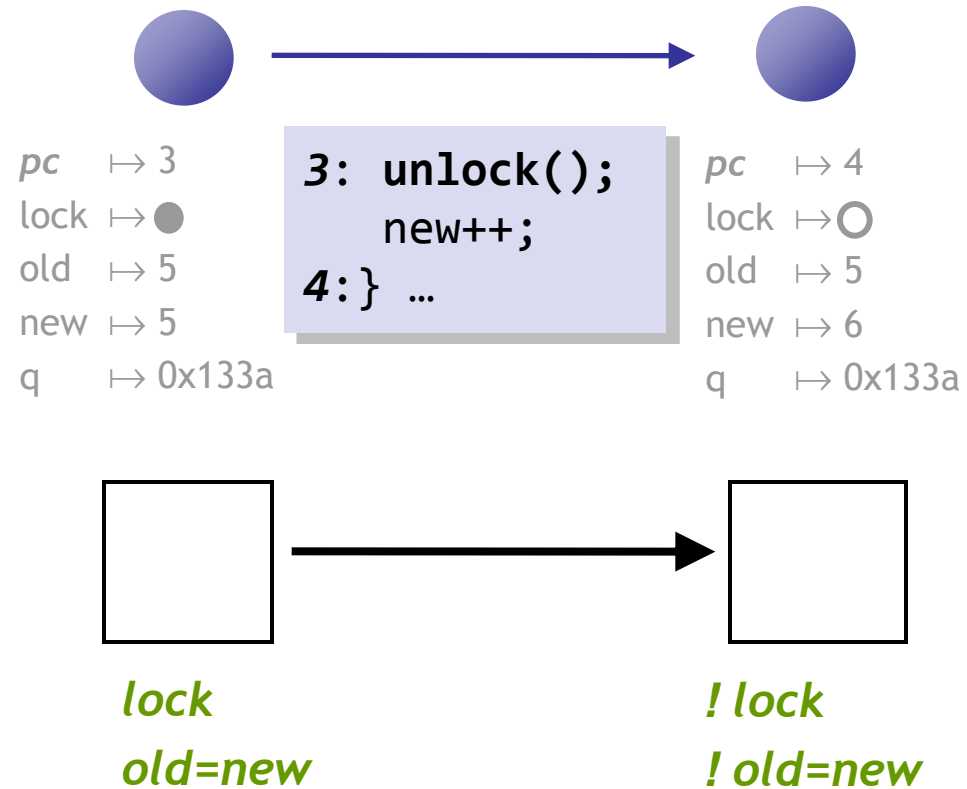 pc ↦ 3
lock ↦
old ↦ 5
new ↦ 5
q ↦ 0x133a
3: unlock();
new++;
4:} …
pc ↦ 4
lock ↦
old ↦ 5
new ↦ 6
q ↦ 0x133a
lock
old=new
! lock
! old=new